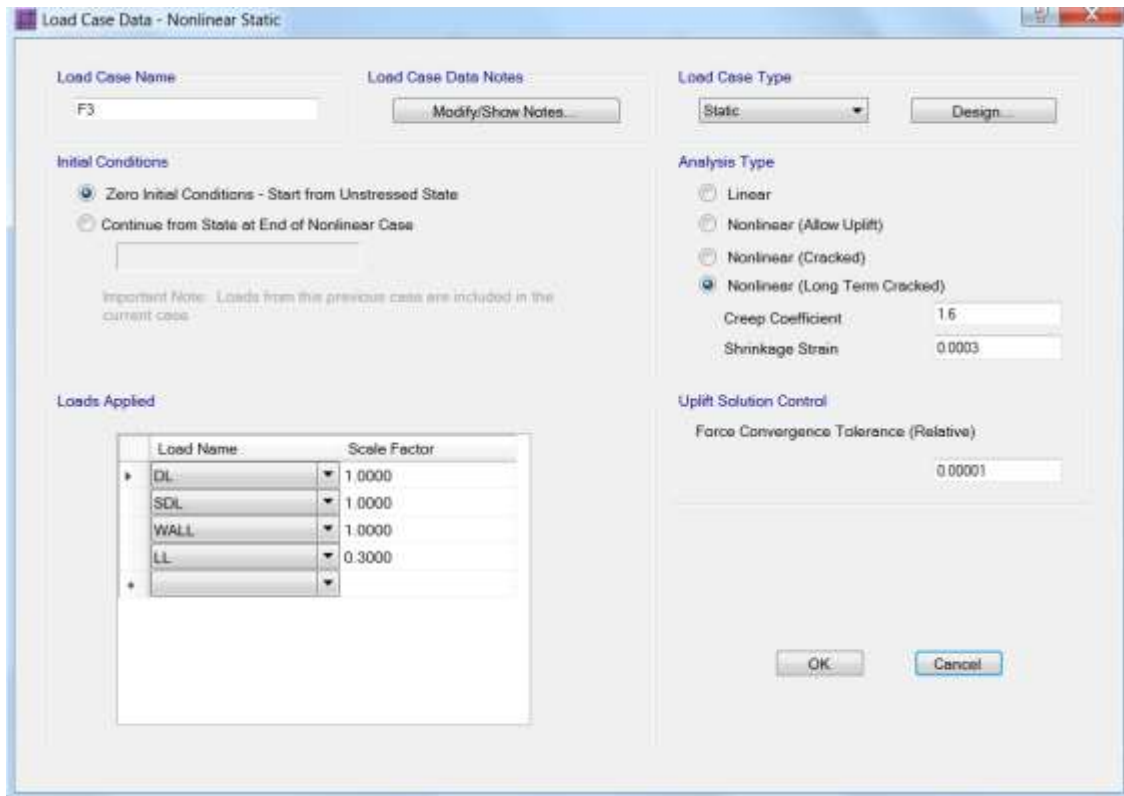 Load Case Data - Nonlinear Static
Load Case Name
F3
Load Case Data Notes
Modify/Show Notes...
Load Case Type
Static
Design...
Initial Conditions
Zero Initial Conditions - Start from Unstressed State
Continue from State at End of Nonlinear Case
Important Note: Loads from this previous case are included in the
current case
Analysis Type
Linear
Nonlinear (Allow Uplift)
Nonlinear (Cracked)
Nonlinear (Long Term Cracked)
Creep Coefficient 1.6
Shrinkage Strain 0.0003
Loads Applied
Load Name Scale Factor
DL 1.0000
SDL 1.0000
WALL 1.0000
LL 0.3000
Uplift Solution Control
Force Convergence Tolerance (Relative)
0.00001
OK
Cancel